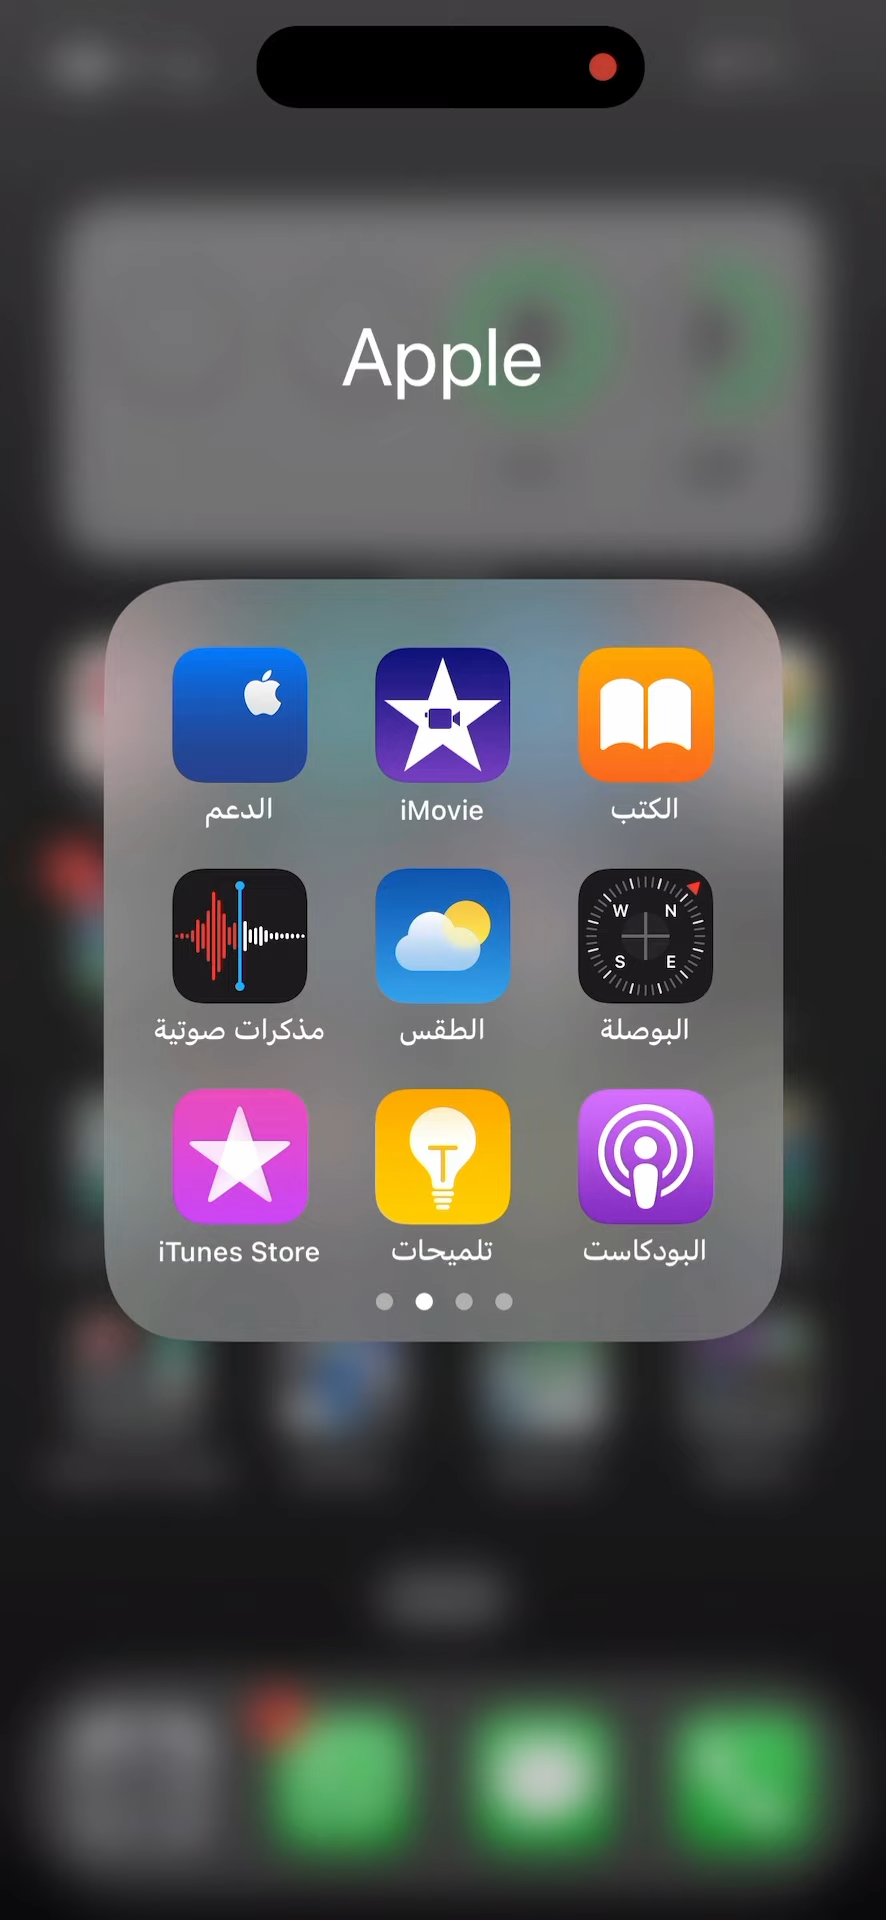 Apple
الكتب
iMovie
الدعم
W N
S E
البوصلة
الطقس
مذكرات صوتية
البودكاست
تلميحات
iTunes Store